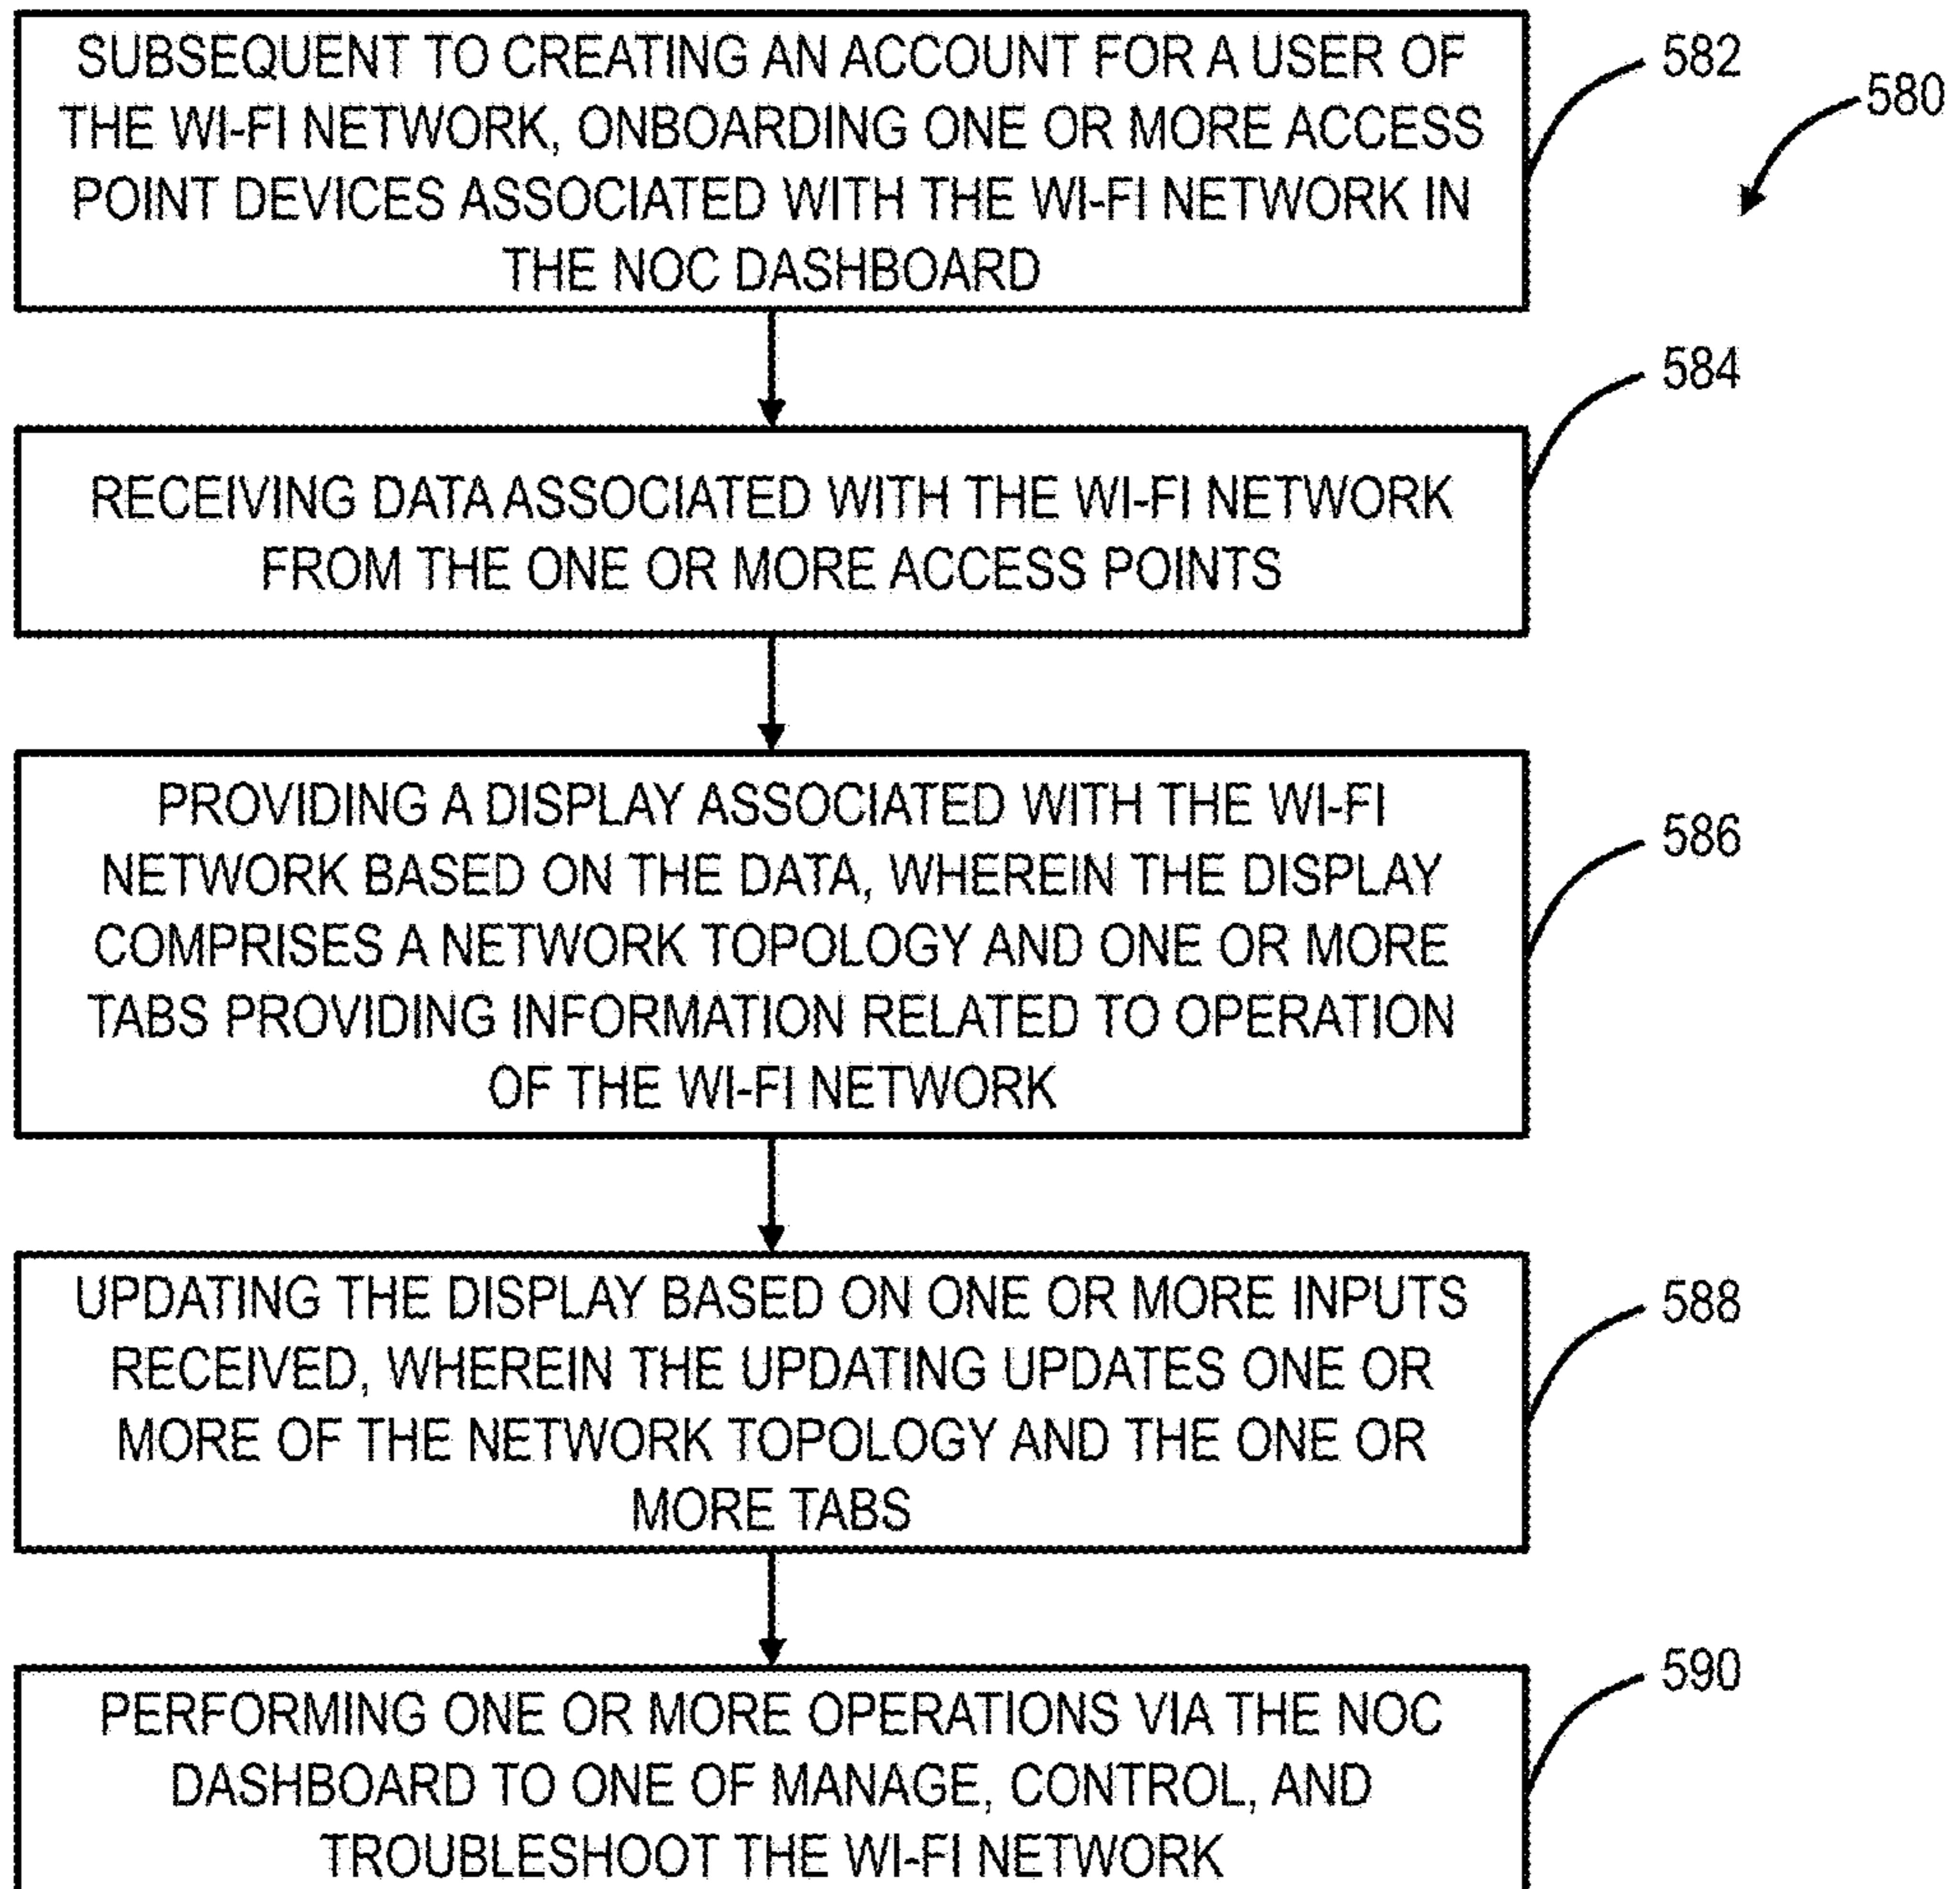 SUBSEQUENT TO CREATING AN ACCOUNT FOR A USER OF
THE WI-FI NETWORK, ONBOARDING ONE OR MORE ACCESS
POINT DEVICES ASSOCIATED WITH THE WI-FI NETWORK IN
THE NOC DASHBOARD
582
580
RECEIVING DATA ASSOCIATED WITH THE WI-FI NETWORK
FROM THE ONE OR MORE ACCESS POINTS
584
PROVIDING A DISPLAY ASSOCIATED WITH THE WI-FI
NETWORK BASED ON THE DATA, WHEREIN THE DISPLAY
COMPRISES A NETWORK TOPOLOGY AND ONE OR MORE
TABS PROVIDING INFORMATION RELATED TO OPERATION
OF THE WI-FI NETWORK
586
UPDATING THE DISPLAY BASED ON ONE OR MORE INPUTS
RECEIVED, WHEREIN THE UPDATING UPDATES ONE OR
MORE OF THE NETWORK TOPOLOGY AND THE ONE OR
MORE TABS
588
PERFORMING ONE OR MORE OPERATIONS VIA THE NOC
DASHBOARD TO ONE OF MANAGE, CONTROL, AND
TROUBLESHOOT THE WI-FI NETWORK
590